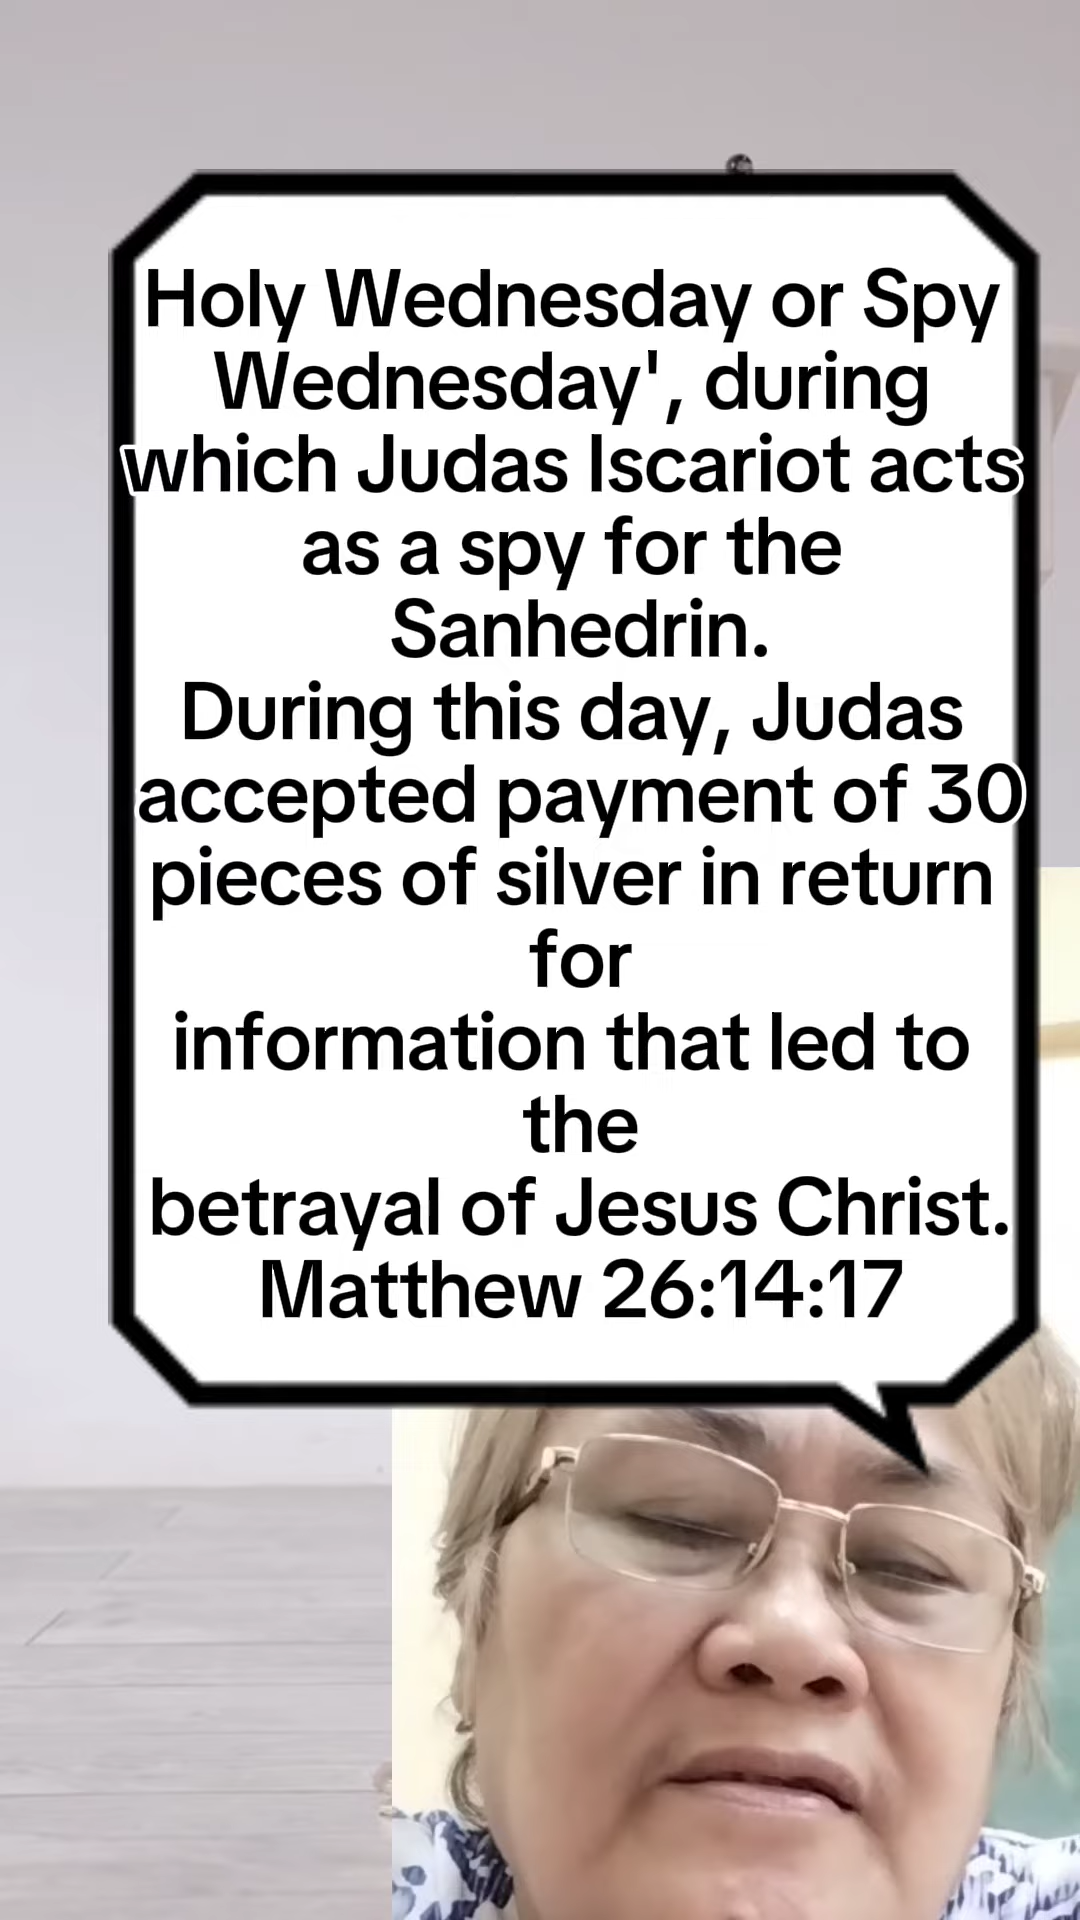 Holy Wednesday or Spy
Wednesday', during
which Judas Iscariot acts
as a spy for the
Sanhedrin.
During this day, Judas
accepted payment of 30
pieces of silver in return
for
information that led to
the
betrayal of Jesus Christ.
Matthew 26:14:17